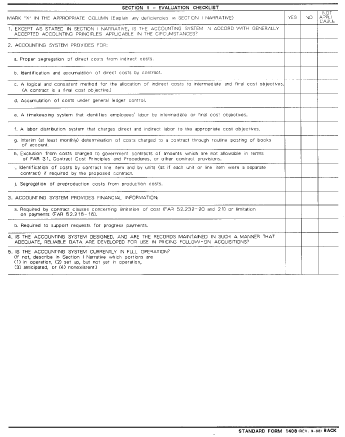 SECTION II - EVALUATION CHECKLIST
MARK "X" IN THE APPROPRIATE COLUMN (Explain any deficiencies in SECTION I NARRATIVE)
YES
NO
NOT APPLI-
CABLE
1. EXCEPT AS STATED IN SECTION I NARRATIVE, IS THE ACCOUNTING SYSTEM IN ACCORD WITH GENERALLY
ACCEPTED ACCOUNTING PRINCIPLES APPLICABLE IN THE CIRCUMSTANCES?
2. ACCOUNTING SYSTEM PROVIDES FOR:
a. Proper segregation of direct costs from indirect costs.
b. Identification and accumulation of direct costs by contract.
c. A logical and consistent method for the allocation of indirect costs to intermediate and final cost objectives.
(A contract is a final cost objective.)
d. Accumulation of costs under general ledger control.
e. A timekeeping system that identifies employees' labor by intermediate or final cost objectives.
f. A labor distribution system that charges direct and indirect labor to the appropriate cost objectives.
g. Interim (at least monthly) determination of costs charged to a contract through routine posting of books
of account.
h. Exclusion from costs charged to government contracts of amounts which are not allowable in terms
of FAR 31, Contract Cost Principles and Procedures, or other contract provisions.
i. Identification of costs by contract line item and by units (as if each unit or line item were a separate
contract) if required by the proposed contract.
j. Segregation of preproduction costs from production costs.
3. ACCOUNTING SYSTEM PROVIDES FINANCIAL INFORMATION:
a. Required by contract clauses concerning limitation of cost (FAR 52.232-20 and 21) or limitation
on payments (FAR 52.216-16).
b. Required to support requests for progress payments.
4. IS THE ACCOUNTING SYSTEM DESIGNED, AND ARE THE RECORDS MAINTAINED IN SUCH A MANNER THAT
ADEQUATE, RELIABLE DATA ARE DEVELOPED FOR USE IN PRICING FOLLOW-ON ACQUISITIONS?
5. IS THE ACCOUNTING SYSTEM CURRENTLY IN FULL OPERATION?
(If not, describe in Section I Narrative which portions are
(1) in operation, (2) set up, but not yet in operation,
(3) anticipated, or (4) nonexistent.)
STANDARD FORM 1408 (REV. 9-88) BACK